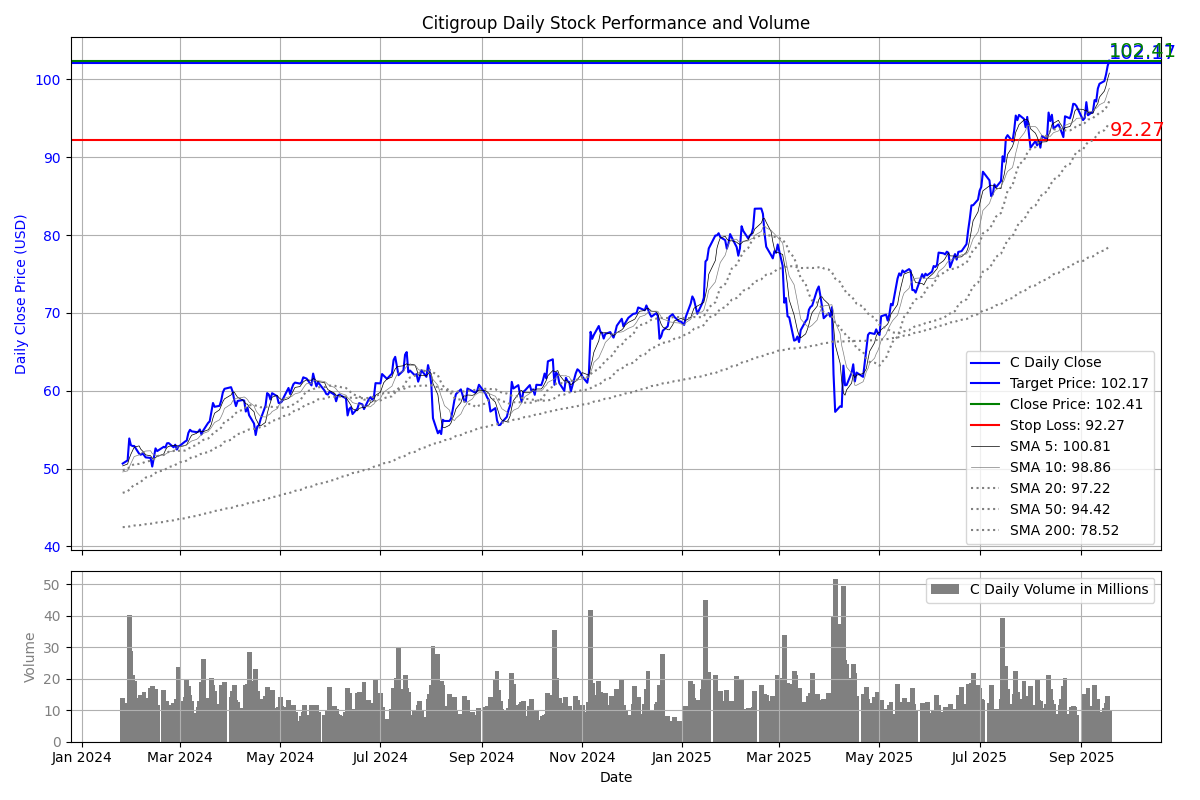 Citigroup Daily Stock Performance and Volume
102.41
102.17
92.27
Daily Close Price (USD)
100
90
80
70
60
50
40
C Daily Close
Target Price: 102.17
Close Price: 102.41
Stop Loss: 92.27
SMA 5: 100.81
SMA 10: 98.86
SMA 20: 97.22
SMA 50: 94.42
SMA 200: 78.52
Volume
50
40
30
20
10
0
C Daily Volume in Millions
Jan 2024 Mar 2024 May 2024 Jul 2024 Sep 2024 Nov 2024 Jan 2025 Mar 2025 May 2025 Jul 2025 Sep 2025
Date